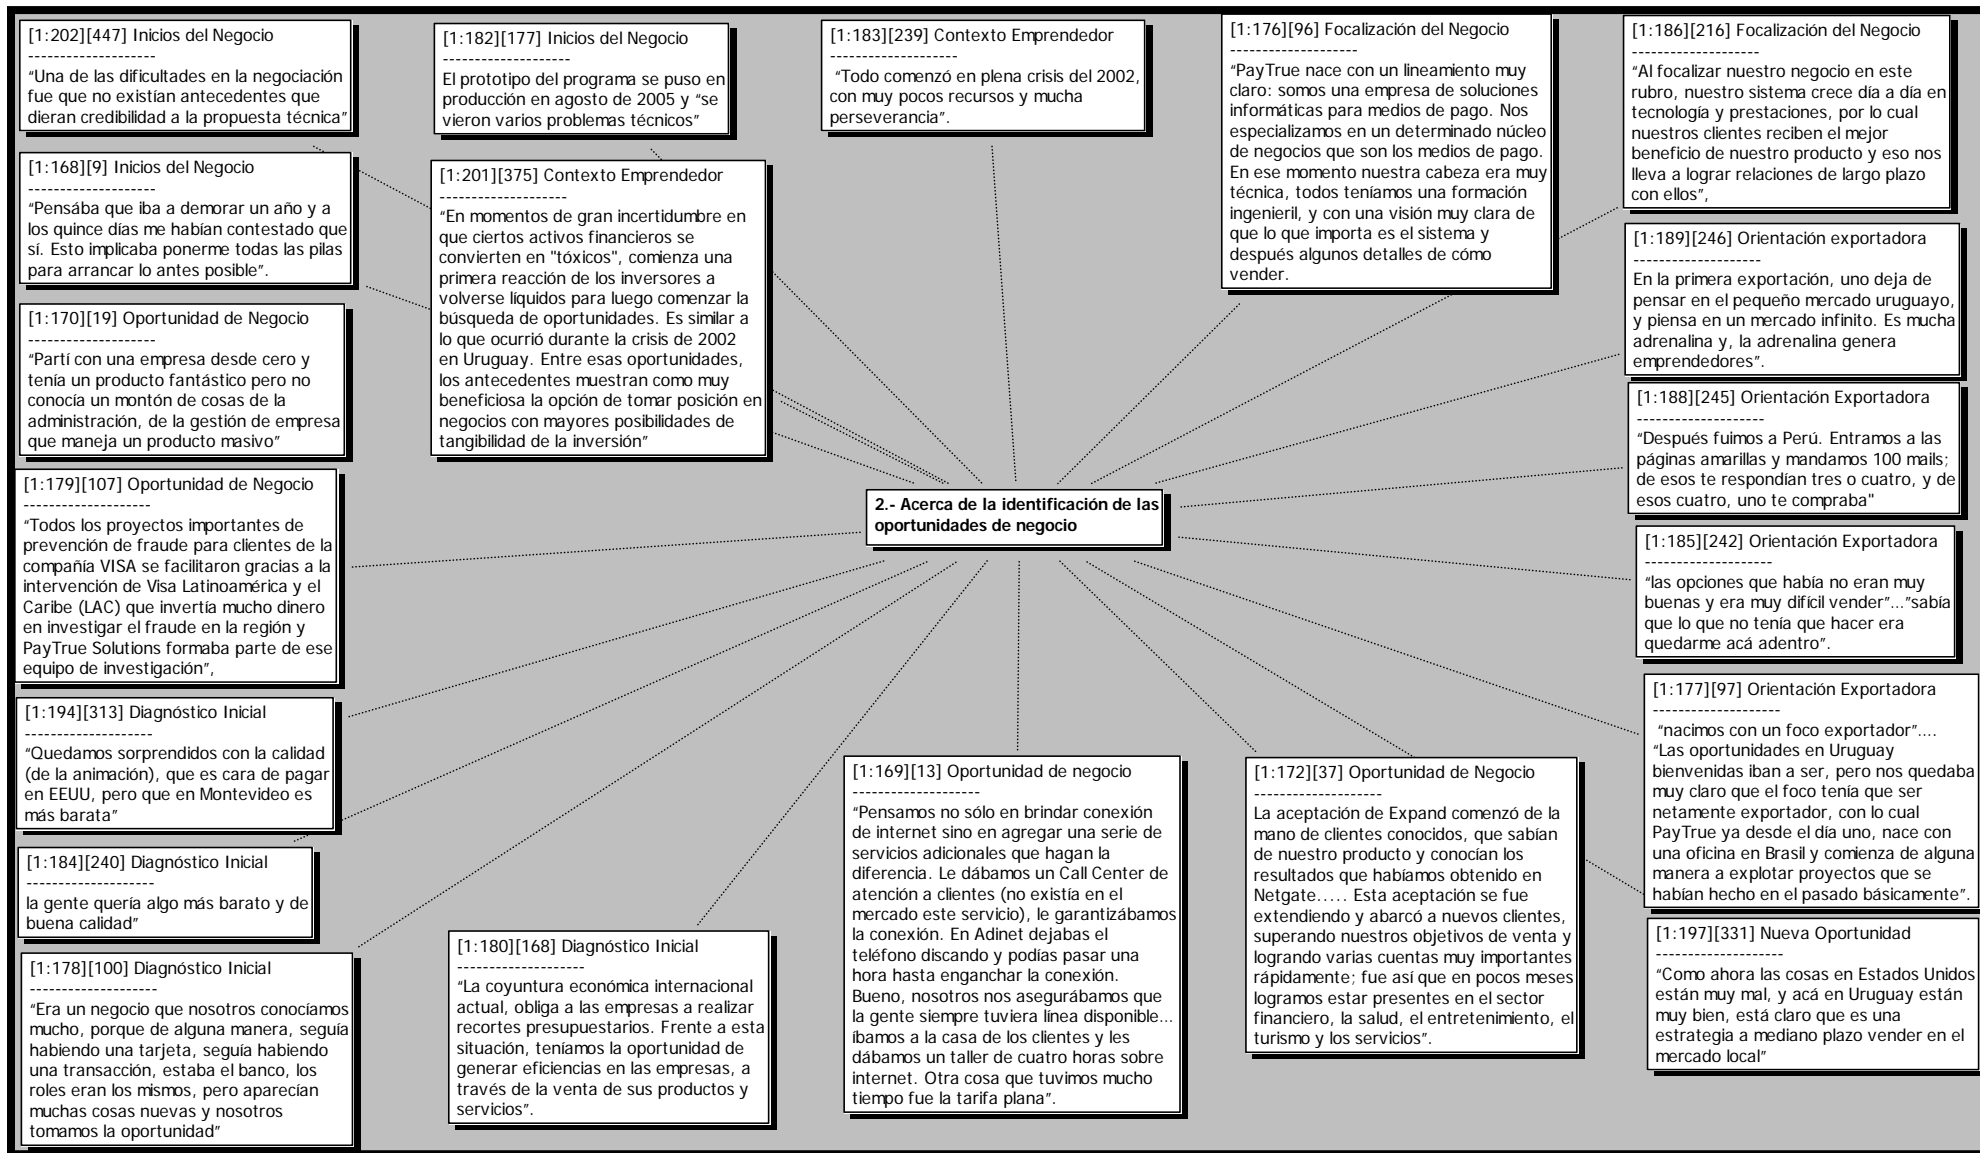 [1:202][447] Inicios del Negocio
--------------------
“Una de las dificultades en la negociación
fue que no existían antecedentes que
dieran credibilidad a la propuesta técnica”
[1:168][9] Inicios del Negocio
--------------------
“Pensába que iba a demorar un año y a
los quince días me habían contestado que
sí. Esto implicaba ponerme todas las pilas
para arrancar lo antes posible”.
[1:170][19] Oportunidad de Negocio
--------------------
“Partí con una empresa desde cero y
tenía un producto fantástico pero no
conocía un montón de cosas de la
administración, de la gestión de empresa
que maneja un producto masivo”
[1:179][107] Oportunidad de Negocio
--------------------
“Todos los proyectos importantes de
prevención de fraude para clientes de la
compañía VISA se facilitaron gracias a la
intervención de Visa Latinoamérica y el
Caribe (LAC) que invertía mucho dinero
en investigar el fraude en la región y
PayTrue Solutions formaba parte de ese
equipo de investigación”,
[1:194][313] Diagnóstico Inicial
--------------------
“Quedamos sorprendidos con la calidad
(de la animación), que es cara de pagar
en EEUU, pero que en Montevideo es
más barata”
[1:184][240] Diagnóstico Inicial
--------------------
la gente quería algo más barato y de
buena calidad”
[1:178][100] Diagnóstico Inicial
--------------------
“Era un negocio que nosotros conocíamos
mucho, porque de alguna manera, seguía
habiendo una tarjeta, seguía habiendo
una transacción, estaba el banco, los
roles eran los mismos, pero aparecían
muchas cosas nuevas y nosotros
tomamos la oportunidad”
[1:182][177] Inicios del Negocio
--------------------
El prototipo del programa se puso en
producción en agosto de 2005 y “se
vieron varios problemas técnicos”
[1:201][375] Contexto Emprendedor
--------------------
“En momentos de gran incertidumbre en
que ciertos activos financieros se
convierten en "tóxicos", comienza una
primera reacción de los inversores a
volverse líquidos para luego comenzar la
búsqueda de oportunidades. Es similar a
lo que ocurrió durante la crisis de 2002
en Uruguay. Entre esas oportunidades,
los antecedentes muestran como muy
beneficiosa la opción de tomar posición en
negocios con mayores posibilidades de
tangibilidad de la inversión”
[1:180][168] Diagnóstico Inicial
--------------------
“La coyuntura económica internacional
actual, obliga a las empresas a realizar
recortes presupuestarios. Frente a esta
situación, teníamos la oportunidad de
generar eficiencias en las empresas, a
través de la venta de sus productos y
servicios”.
[1:183][239] Contexto Emprendedor
--------------------
“Todo comenzó en plena crisis del 2002,
con muy pocos recursos y mucha
perseverancia”.
2.- Acerca de la identificación de las
oportunidades de negocio
[1:169][13] Oportunidad de negocio
--------------------
“Pensamos no sólo en brindar conexión
de internet sino en agregar una serie de
servicios adicionales que hagan la
diferencia. Le dábamos un Call Center de
atención a clientes (no existía en el
mercado este servicio), le garantizábamos
la conexión. En Adinet dejabas el
teléfono discando y podías pasar una
hora hasta enganchar la conexión.
Bueno, nosotros nos asegurábamos que
la gente siempre tuviera línea disponible…
íbamos a la casa de los clientes y les
dábamos un taller de cuatro horas sobre
internet. Otra cosa que tuvimos mucho
tiempo fue la tarifa plana”.
[1:176][96] Focalización del Negocio
--------------------
“PayTrue nace con un lineamiento muy
claro: somos una empresa de soluciones
informáticas para medios de pago. Nos
especializamos en un determinado núcleo
de negocios que son los medios de pago.
En ese momento nuestra cabeza era muy
técnica, todos teníamos una formación
ingenieril, y con una visión muy clara de
que lo que importa es el sistema y
después algunos detalles de cómo
vender.
[1:172][37] Oportunidad de Negocio
--------------------
La aceptación de Expand comenzó de la
mano de clientes conocidos, que sabían
de nuestro producto y conocían los
resultados que habíamos obtenido en
Netgate..... Esta aceptación se fue
extendiendo y abarcó a nuevos clientes,
superando nuestros objetivos de venta y
logrando varias cuentas muy importantes
rápidamente; fue así que en pocos meses
logramos estar presentes en el sector
financiero, la salud, el entretenimiento, el
turismo y los servicios”.
[1:186][216] Focalización del Negocio
--------------------
“Al focalizar nuestro negocio en este
rubro, nuestro sistema crece día a día en
tecnología y prestaciones, por lo cual
nuestros clientes reciben el mejor
beneficio de nuestro producto y eso nos
lleva a lograr relaciones de largo plazo
con ellos”,
[1:189][246] Orientación exportadora
--------------------
En la primera exportación, uno deja de
pensar en el pequeño mercado uruguayo,
y piensa en un mercado infinito. Es mucha
adrenalina y, la adrenalina genera
emprendedores”.
[1:188][245] Orientación Exportadora
--------------------
“Después fuimos a Perú. Entramos a las
páginas amarillas y mandamos 100 mails;
de esos te respondían tres o cuatro, y de
esos cuatro, uno te compraba"
[1:185][242] Orientación Exportadora
--------------------
“las opciones que había no eran muy
buenas y era muy difícil vender”…”sabía
que lo que no tenía que hacer era
quedarme acá adentro”.
[1:177][97] Orientación Exportadora
--------------------
“nacimos con un foco exportador”....
“Las oportunidades en Uruguay
bienvenidas iban a ser, pero nos quedaba
muy claro que el foco tenía que ser
netamente exportador, con lo cual
PayTrue ya desde el día uno, nace con
una oficina en Brasil y comienza de alguna
manera a explotar proyectos que se
habían hecho en el pasado básicamente”.
[1:197][331] Nueva Oportunidad
--------------------
“Como ahora las cosas en Estados Unidos
están muy mal, y acá en Uruguay están
muy bien, está claro que es una
estrategia a mediano plazo vender en el
mercado local”